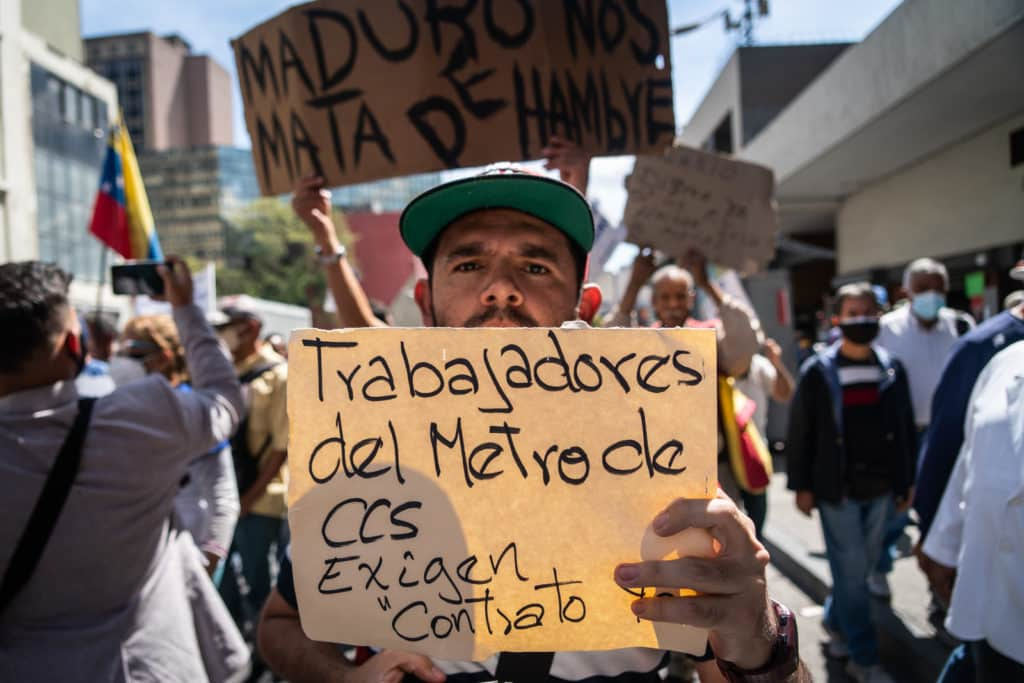 MADURO NOS
MATA DE HAMbrE
Trabajadores
del Metro de
CCS
Exigen
"Contrato